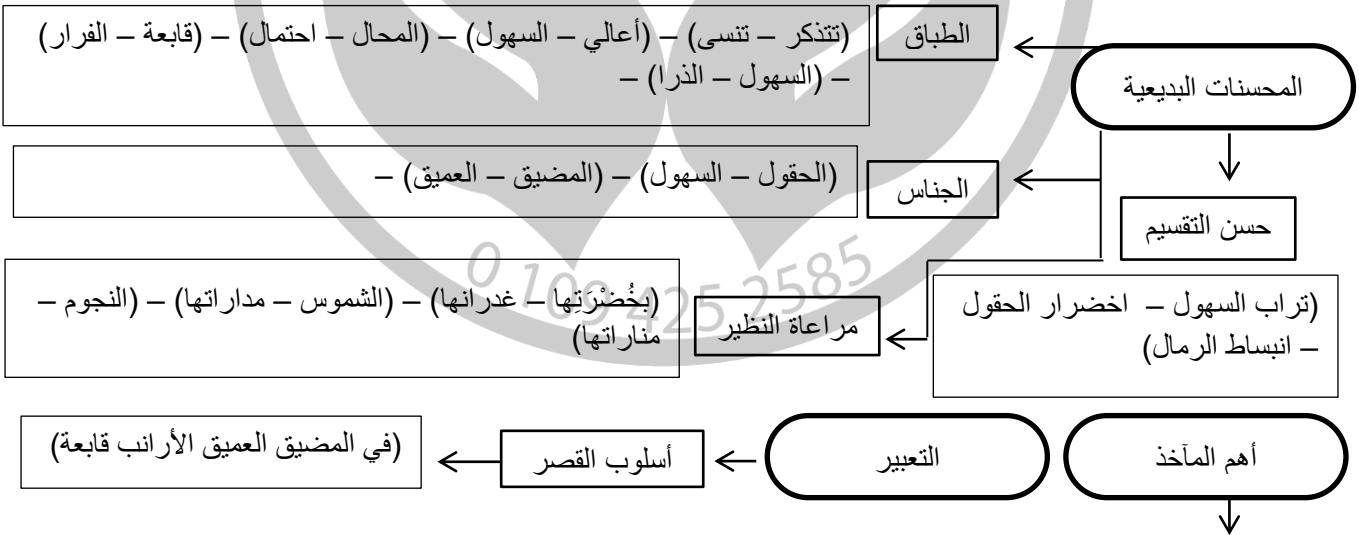 المحسنات البديعية
الطباق
(تتذكر – تنسى) – (أعالي – السهول) – (المحال – احتمال) – (قابعة – الفرار)
– (السهول – الذرا) –
الجناس
(الحقول – السهول) – (المضيق – العميق) –
حسن التقسيم
(تراب السهول – اخضرار الحقول
– انبساط الرمال)
مراعاة النظير
(بخُضْرَتِها – غدرانها) – (الشموس – مداراتها) – (النجوم –
مناراتها)
0 109 425 2585
أهم المآخذ
التعبير
أسلوب القصر
(في المضيق العميق الأرانب قابعة)